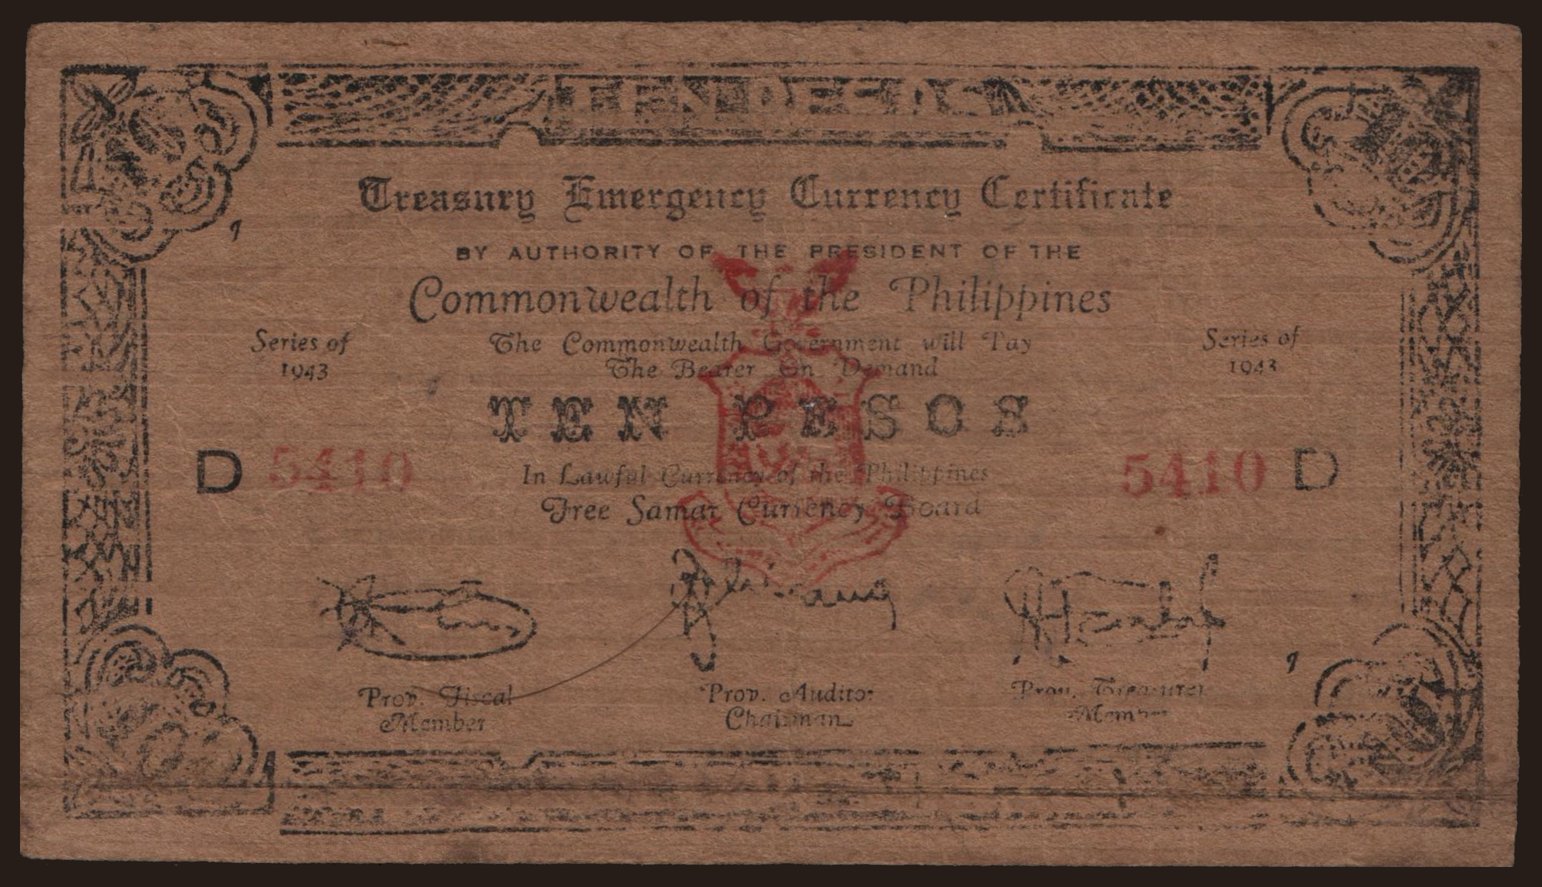 TEN PESOS
Treasury Emergency Currency Certificate
BY AUTHORITY OF THE PRESIDENT OF THE
Commonwealth of the Philippines
Series of
1943
The Commonwealth Government will Pay
The Bearer On Demand
Series of
1943
TEN PESOS
D 5410
5410 D
In Lawful Currency of the Philippines
Free Samar Currency Board
Prov. Fiscal
Member
Prov. Auditor
Chairman
Prov. Treasurer
Member